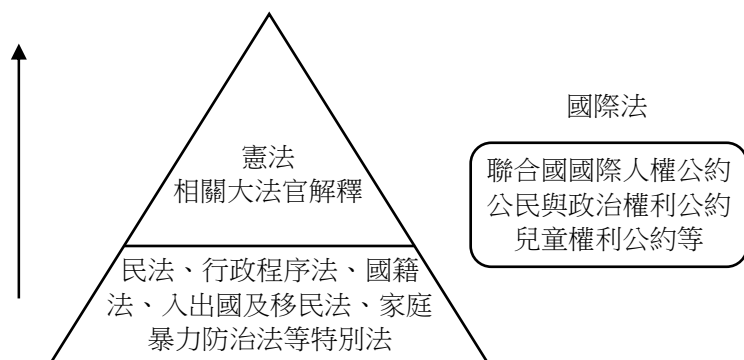 憲法
相關大法官解釋
民法、行政程序法、國籍
法、入出國及移民法、家庭
暴力防治法等特別法
國際法
聯合國國際人權公約
公民與政治權利公約
兒童權利公約等